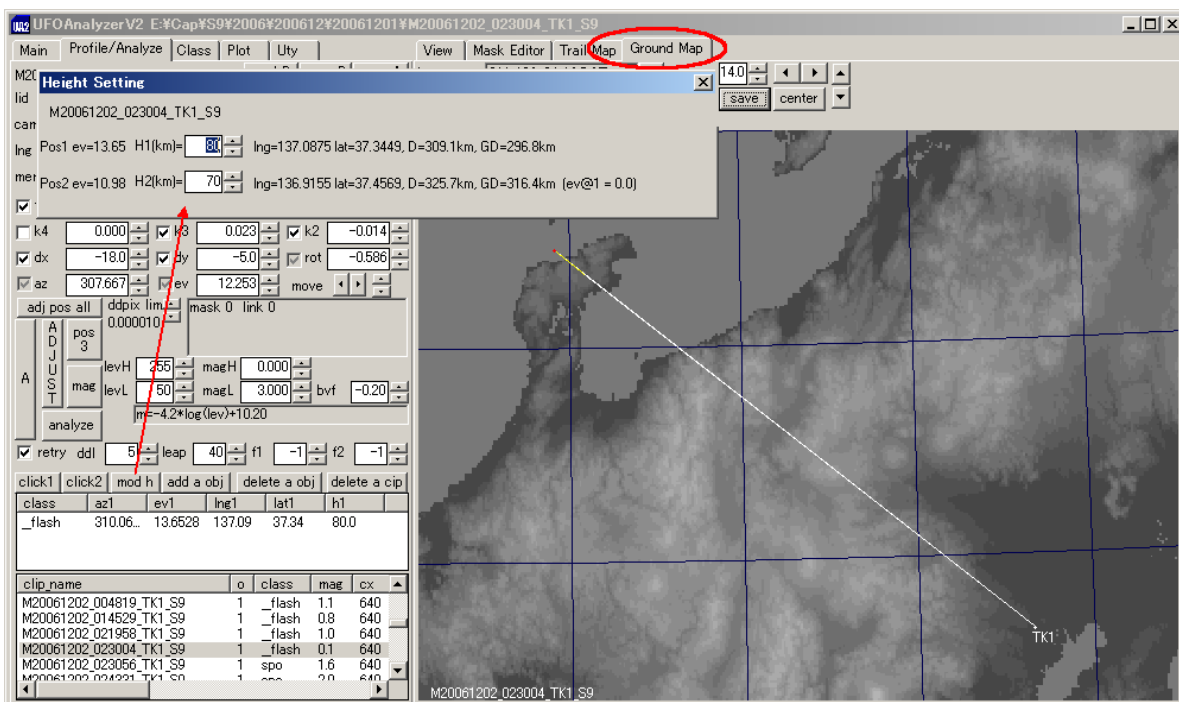 UFOAnalyzerV2 E:¥Cap¥S9¥2006¥200612¥20061201¥M20061202_023004_TK1_S9
Main Profile/Analyze Class Plot Uty View Mask Editor Trail Map Ground Map
14.0
save center
Height Setting
M20061202_023004_TK1_S9
Pos1 ev=13.65 H1(km)= 80 lng=137.0875 lat=37.3449, D=309.1km, GD=296.8km
Pos2 ev=10.98 H2(km)= 70 lng=136.9155 lat=37.4569, D=325.7km, GD=316.4km (ev@1 = 0.0)
lid
lng
k4 0.000 k3 0.023 k2 -0.014
dx -18.0 dy -5.0 rot -0.586
az 307.667 ev 12.253 move
adj pos all ddpix lim mask 0 link 0
0.000010
A ADJUST pos 3
mag
levH 255 magH 0.000
levL 50 magL 3.000 bvf -0.20
analyze m=-4.2*log(lev)+10.20
retry ddl 5 leap 40 f1 -1 f2 -1
click1 click2 mod h add a obj delete a obj delete a cip
class az1 ev1 lng1 lat1 h1
_flash 310.06... 13.6528 137.09 37.34 80.0
clip_name o class mag cx
M20061202_004819_TK1_S9 1 _flash 1.1 640
M20061202_014529_TK1_S9 1 _flash 0.8 640
M20061202_021958_TK1_S9 1 _flash 1.0 640
M20061202_023004_TK1_S9 1 _flash 0.1 640
M20061202_023056_TK1_S9 1 spo 1.6 640
TK1
M20061202_023004_TK1_S9